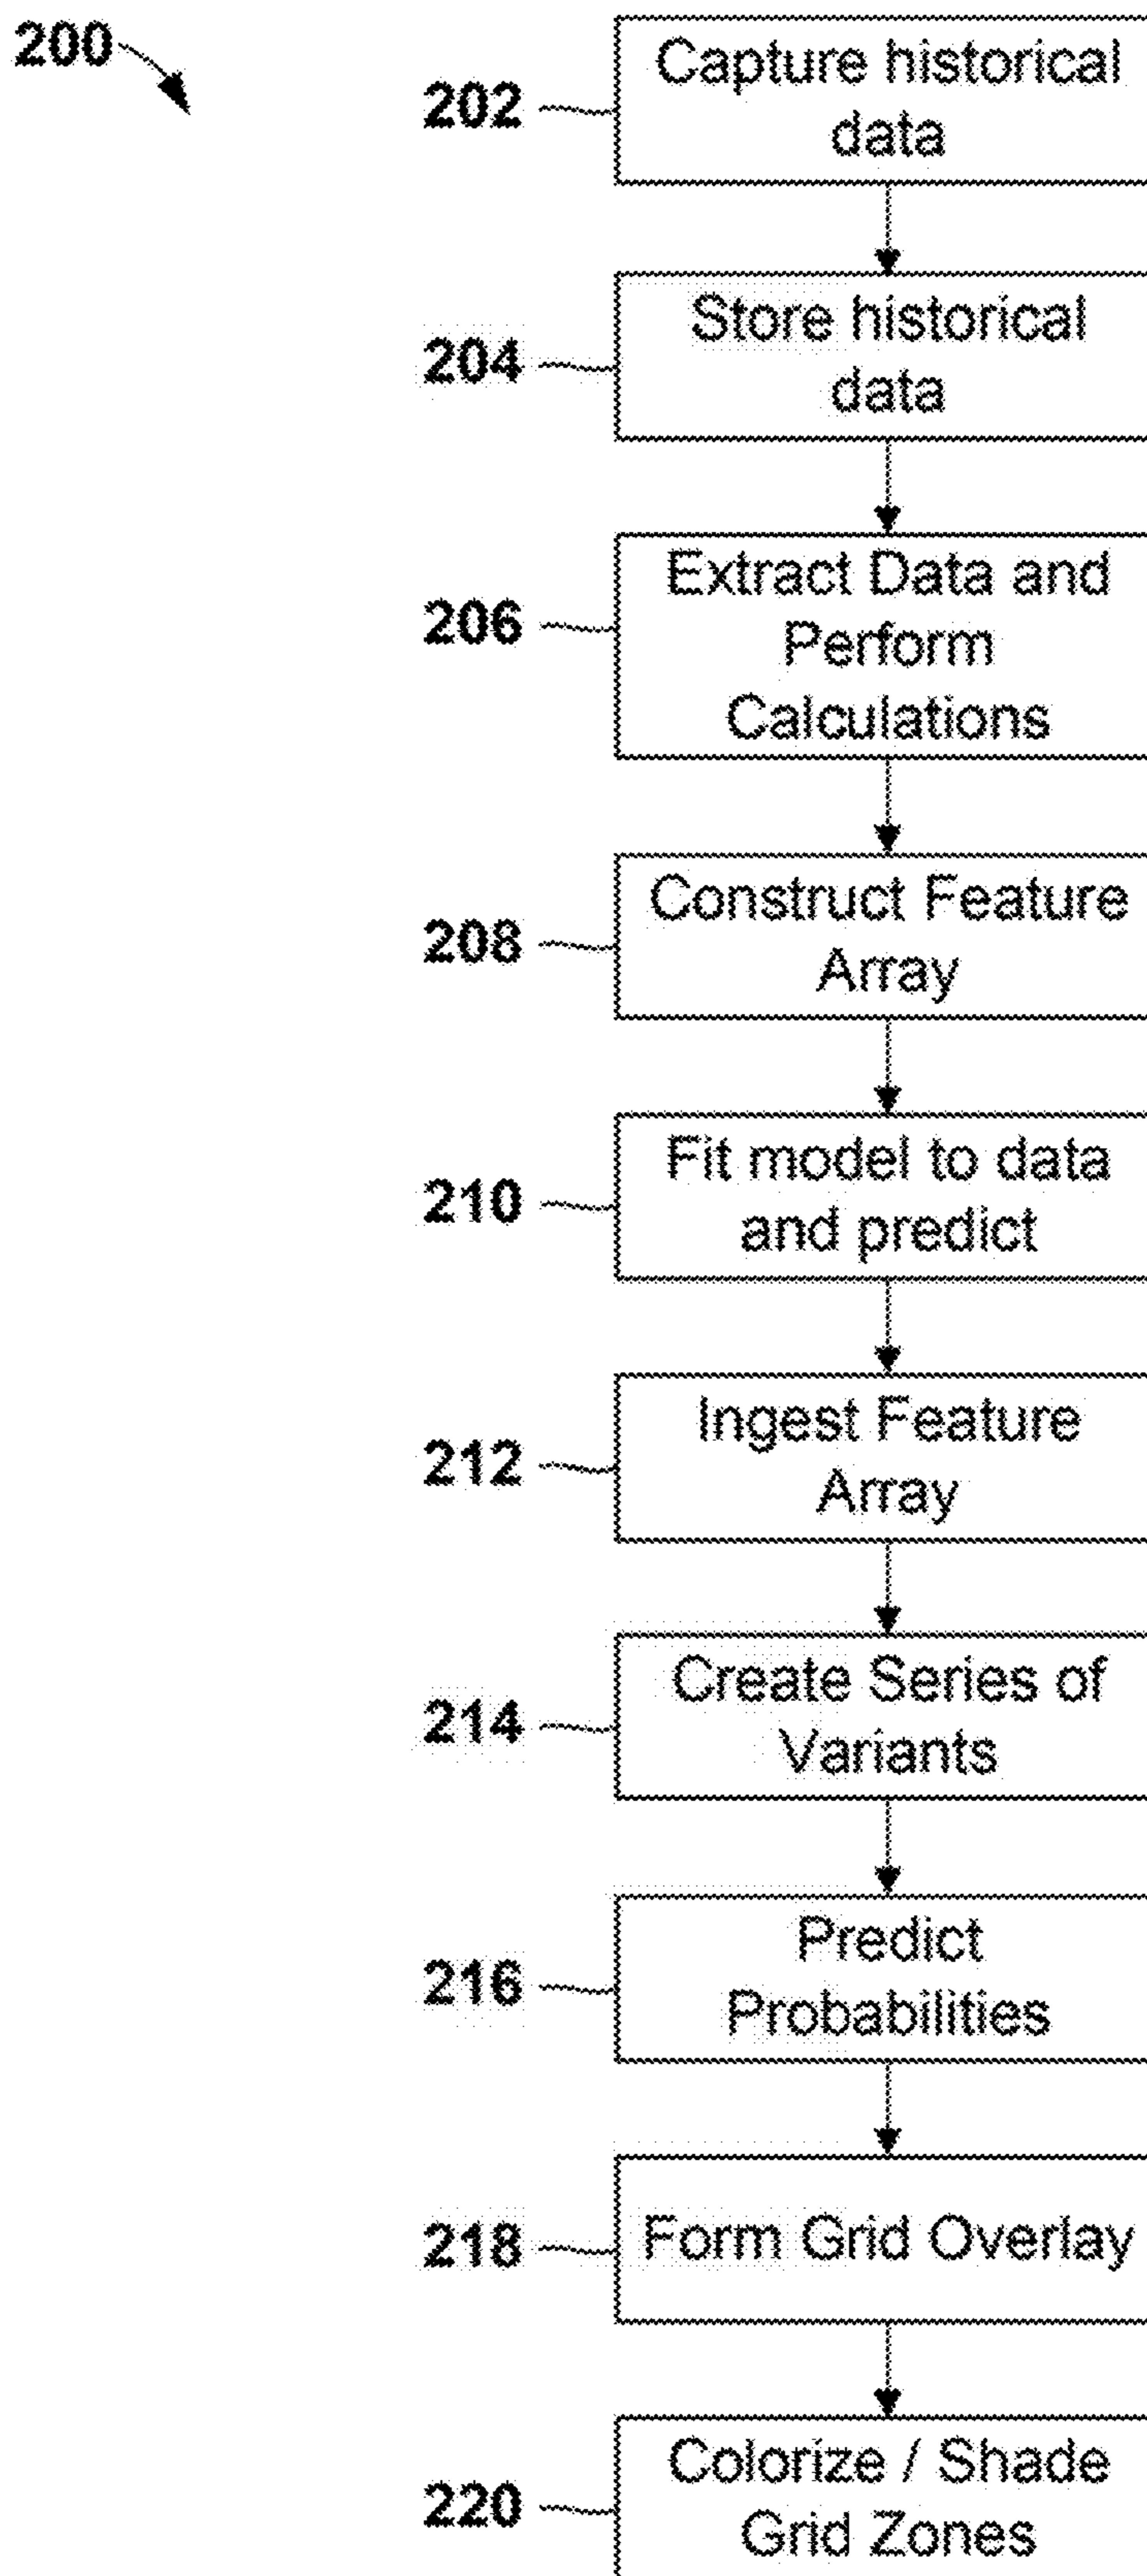 200
202
Capture historical
data
204
Store historical
data
206
Extract Data and
Perform
Calculations
208
Construct Feature
Array
210
Fit model to data
and predict
212
Ingest Feature
Array
214
Create Series of
Variants
216
Predict
Probabilities
218
Form Grid Overlay
220
Colorize / Shade
Grid Zones